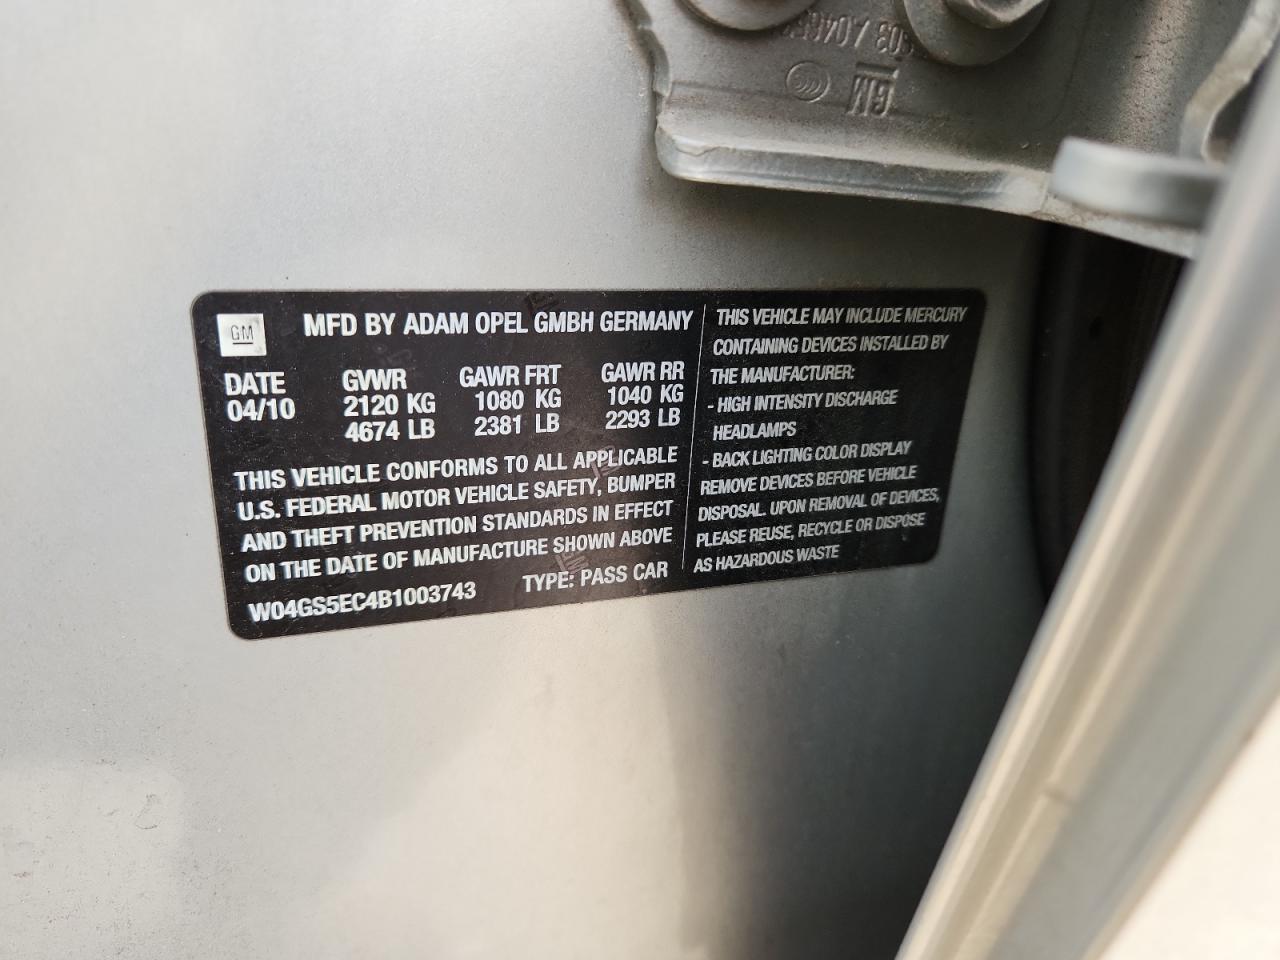 GM
MFD BY ADAM OPEL GMBH GERMANY
DATE GVWR GAWR FRT GAWR RR
04/10 2120 KG 1080 KG 1040 KG
4674 LB 2381 LB 2293 LB
THIS VEHICLE CONFORMS TO ALL APPLICABLE
U.S. FEDERAL MOTOR VEHICLE SAFETY, BUMPER
AND THEFT PREVENTION STANDARDS IN EFFECT
ON THE DATE OF MANUFACTURE SHOWN ABOVE
W04GS5EC4B1003743 TYPE: PASS CAR
THIS VEHICLE MAY INCLUDE MERCURY
CONTAINING DEVICES INSTALLED BY
THE MANUFACTURER:
- HIGH INTENSITY DISCHARGE
HEADLAMPS
- BACK LIGHTING COLOR DISPLAY
REMOVE DEVICES BEFORE VEHICLE
DISPOSAL. UPON REMOVAL OF DEVICES,
PLEASE REUSE, RECYCLE OR DISPOSE
AS HAZARDOUS WASTE
GM